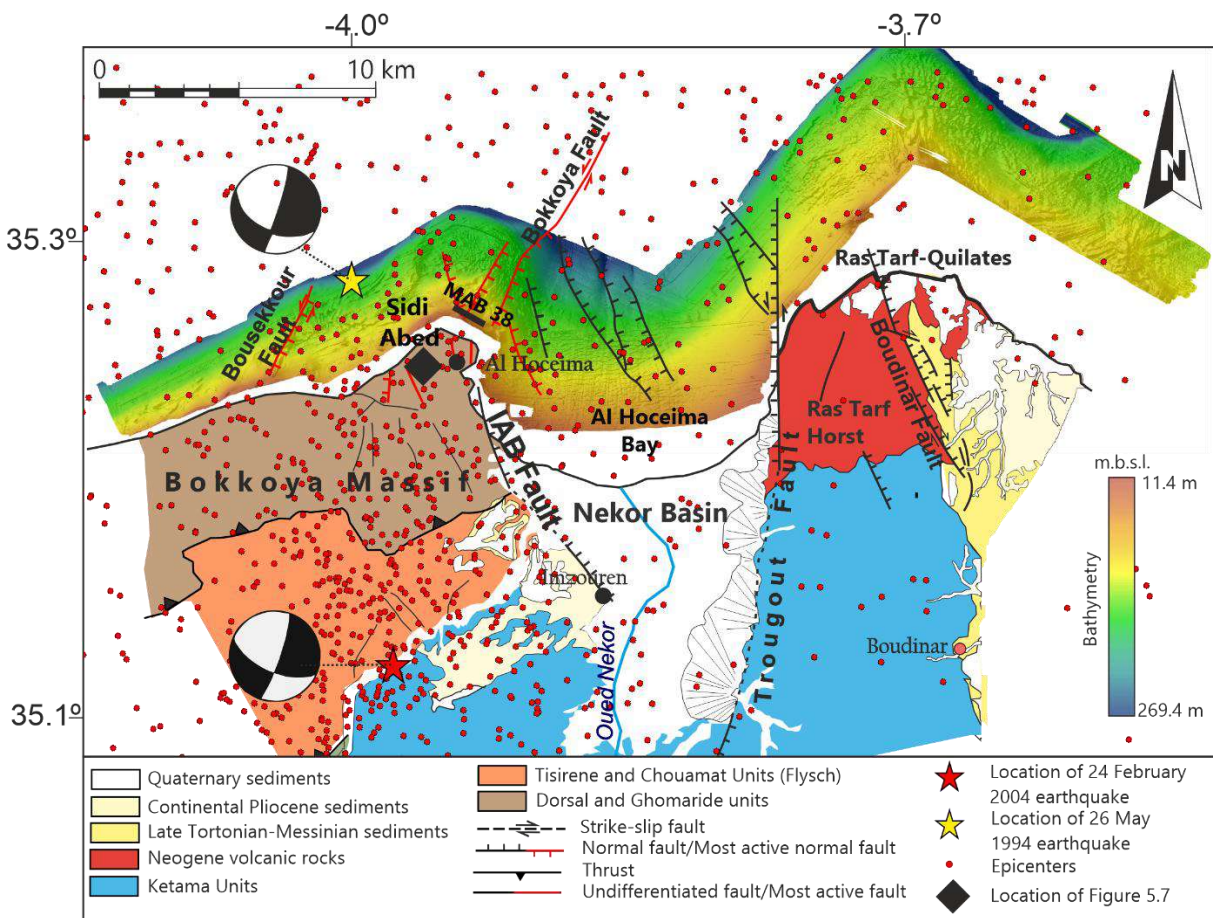 -4.0º
-3.7º
0
10 km
N
35.3º
35.1º
Bokkoya Fault
Bousekkour
Fault
Sidi
Abed
MAB 38
Al Hoceima
Al Hoceima
Bay
IAB Fault
Bokkoya Massif
Nekor Basin
Imzouren
Oued Nekor
Trougout Fault
Ras Tarf-Quilates
Boudinar Fault
Ras Tarf
Horst
Boudinar
m.b.s.l.
11.4 m
Bathymetry
269.4 m
Quaternary sediments
Continental Pliocene sediments
Late Tortonian-Messinian sediments
Neogene volcanic rocks
Ketama Units
Tisirene and Chouamat Units (Flysch)
Dorsal and Ghomaride units
Strike-slip fault
Normal fault/Most active normal fault
Thrust
Undifferentiated fault/Most active fault
Location of 24 February
2004 earthquake
Location of 26 May
1994 earthquake
Epicenters
Location of Figure 5.7